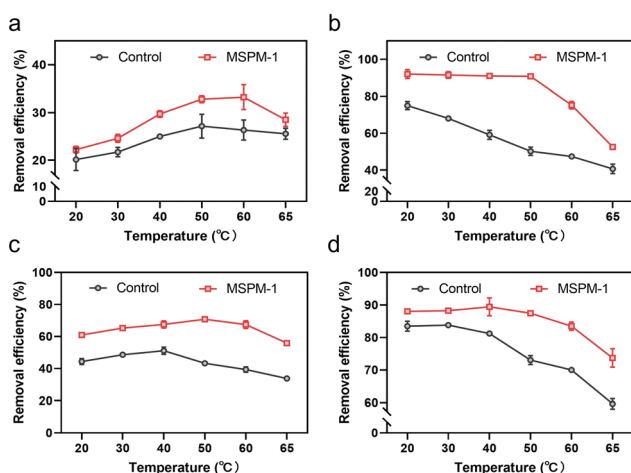 a
Control
MSPM-1
Removal efficiency (%)
40
30
20
10
0
20 30 40 50 60 65
Temperature (℃)
b
Control
MSPM-1
Removal efficiency (%)
100
80
60
40
20
0
20 30 40 50 60 65
Temperature (℃)
c
Control
MSPM-1
Removal efficiency (%)
100
80
60
40
20
0
20 30 40 50 60 65
Temperature (℃)
d
Control
MSPM-1
Removal efficiency (%)
100
90
80
70
60
0
20 30 40 50 60 65
Temperature (℃)